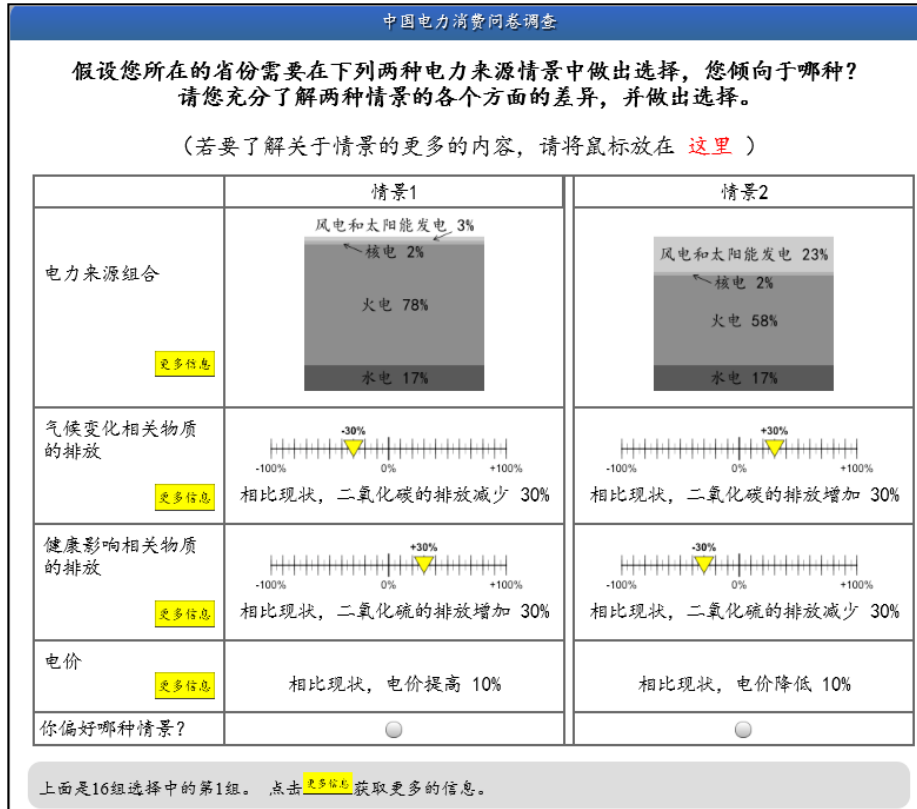 中国电力消费问卷调查
假设您所在的省份需要在下列两种电力来源情景中做出选择，您倾向于哪种？
请您充分了解两种情景的各个方面的差异，并做出选择。
（若要了解关于情景的更多的内容，请将鼠标放在 这里 ）
情景1
情景2
电力来源组合
更多信息
风电和太阳能发电 3%
核电 2%
火电 78%
水电 17%
风电和太阳能发电 23%
核电 2%
火电 58%
水电 17%
气候变化相关物质
的排放
更多信息
-30%
-100% 0% +100%
相比现状，二氧化碳的排放减少 30%
+30%
-100% 0% +100%
相比现状，二氧化碳的排放增加 30%
健康影响相关物质
的排放
更多信息
+30%
-100% 0% +100%
相比现状，二氧化硫的排放增加 30%
-30%
-100% 0% +100%
相比现状，二氧化硫的排放减少 30%
电价
更多信息
相比现状，电价提高 10%
相比现状，电价降低 10%
你偏好哪种情景？
上面是16组选择中的第1组。 点击更多信息获取更多的信息。